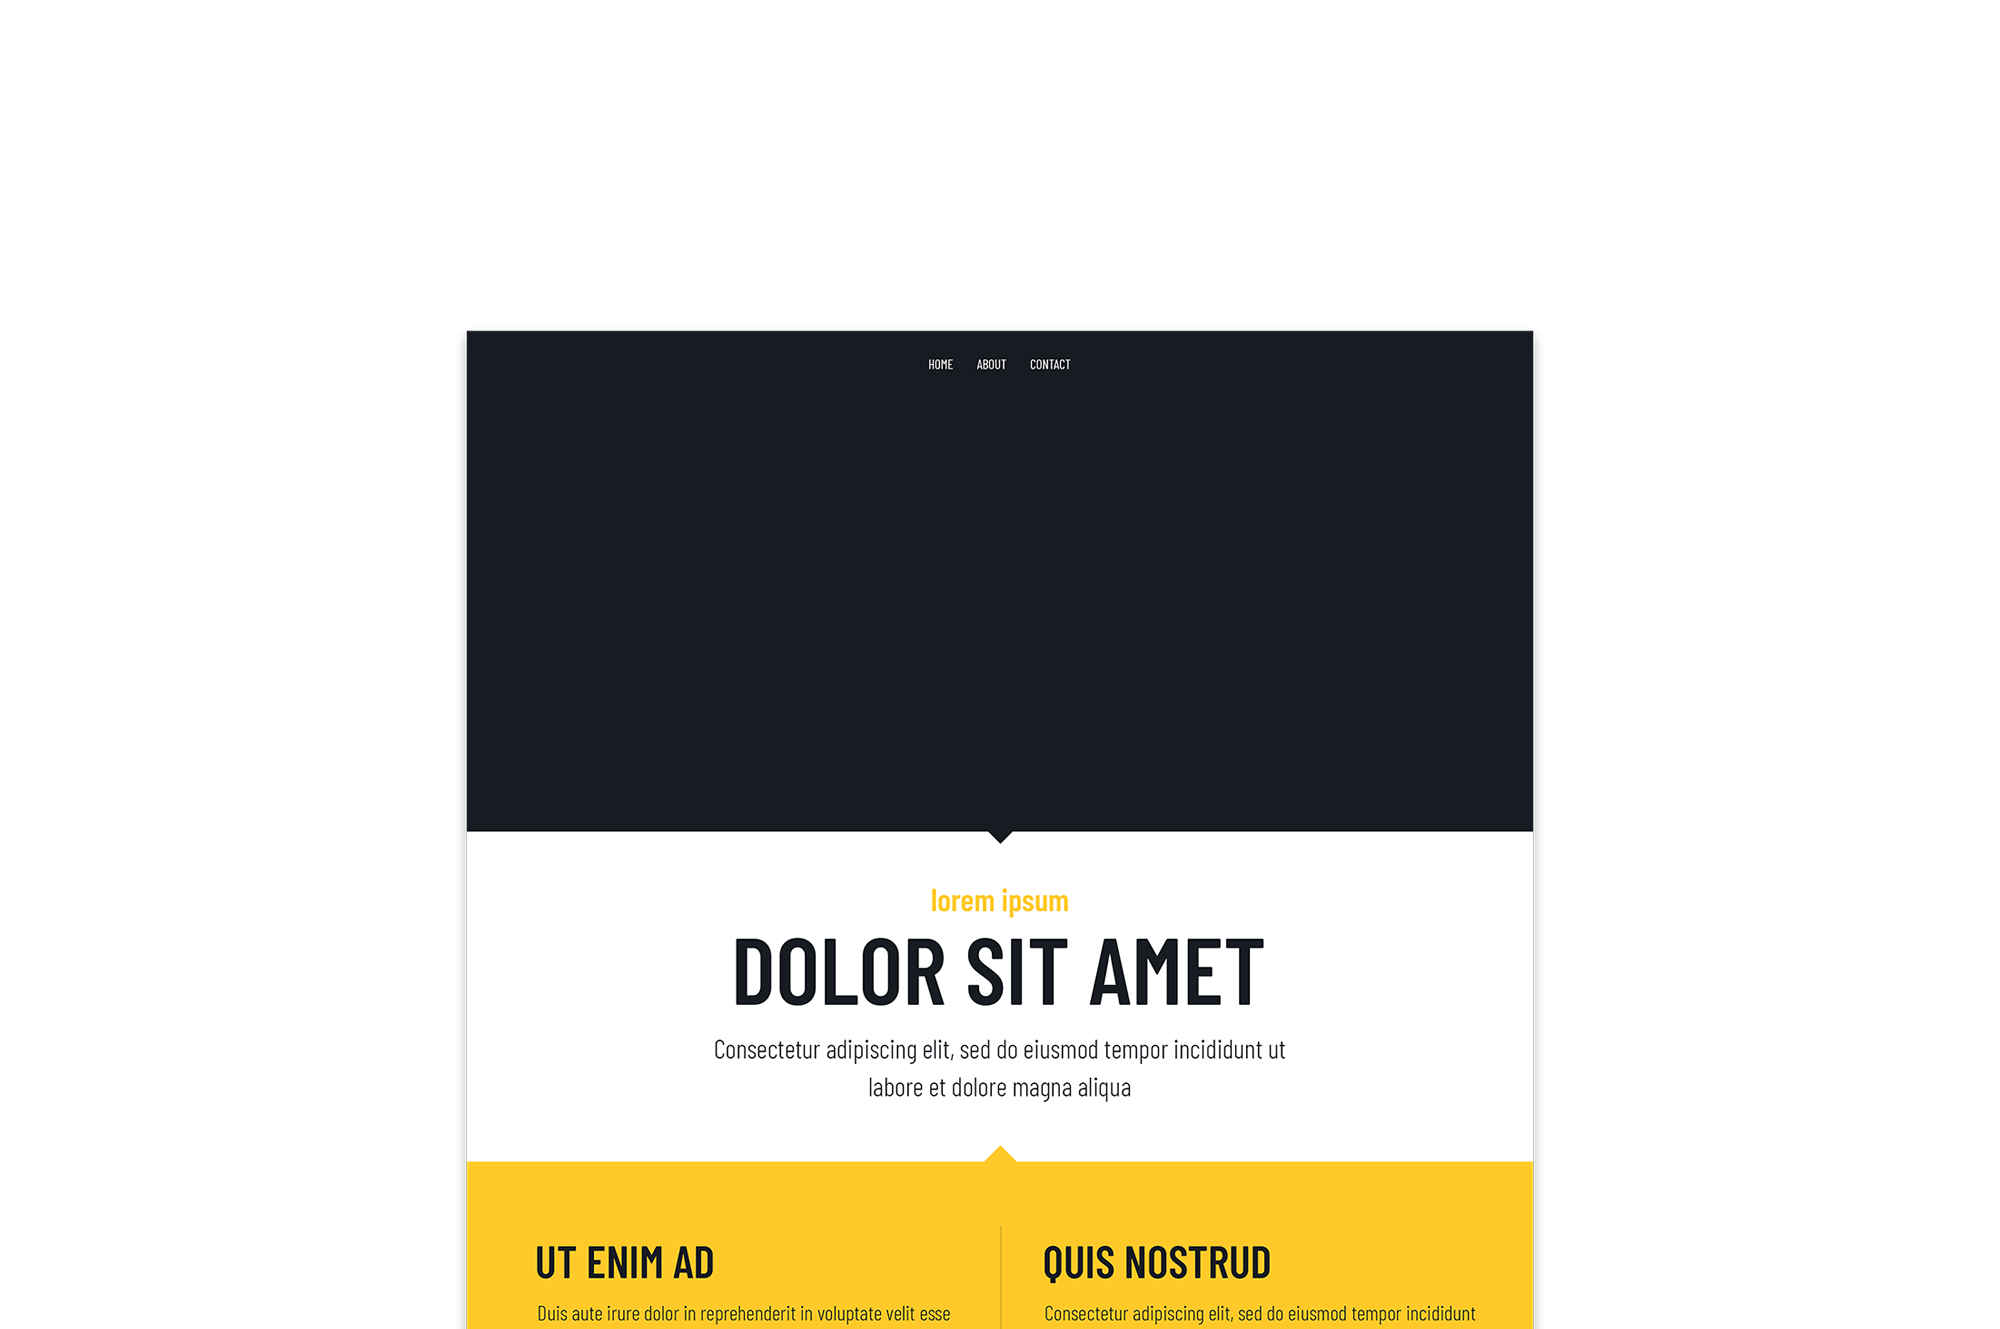 HOME ABOUT CONTACT
lorem ipsum
DOLOR SIT AMET
Consectetur adipiscing elit, sed do eiusmod tempor incididunt ut
labore et dolore magna aliqua
UT ENIM AD
Duis aute irure dolor in reprehenderit in voluptate velit esse
QUIS NOSTRUD
Consectetur adipiscing elit, sed do eiusmod tempor incididunt